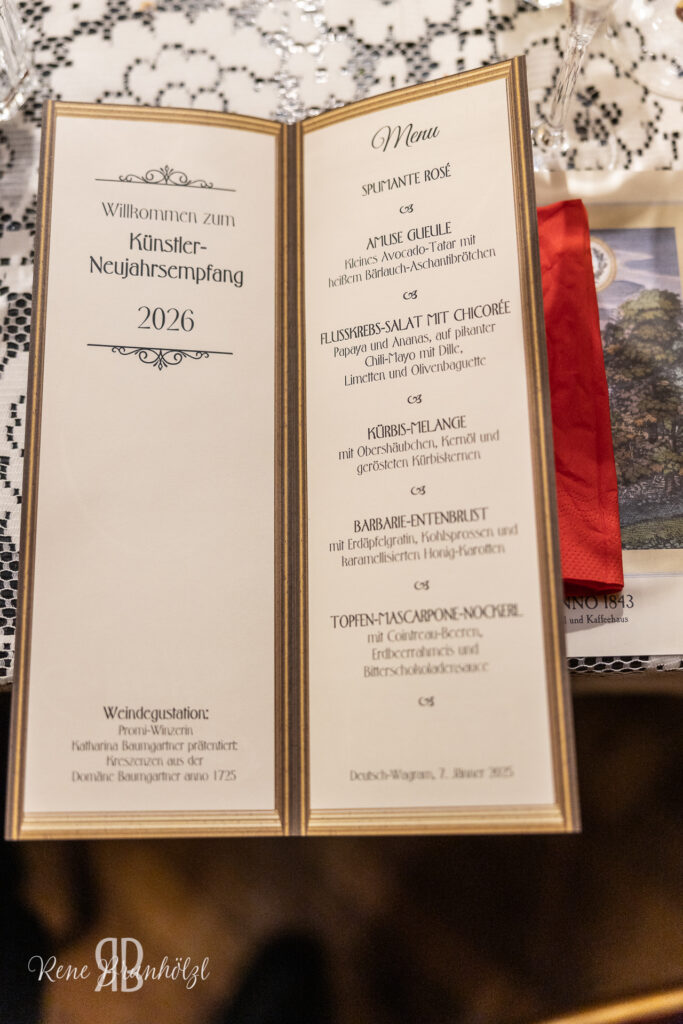 Willkommen zum
Künstler-
Neujahrsempfang
2026
Weindegustation:
Promi-Winzerin
Katharina Baumgartner präsentiert:
Kreszenzen aus der
Domäne Baumgartner anno 1725
Menu
SPUMANTE ROSÉ
AMUSE GUEULE
Kleines Avocado-Tatar mit
heißem Bärlauch-Aschantibrötchen
FLUSSKREBS-SALAT MIT CHICORÉE
Papaya und Ananas, auf pikanter
Chili-Mayo mit Dille,
Limetten und Olivenbaguette
KÜRBIS-MELANGE
mit Obershäubchen, Kernöl und
gerösteten Kürbiskernen
BARBARIE-ENTENBRUST
mit Erdäpfelgratin, Kohlsprossen und
karamellisierten Honig-Karotten
TOPFEN-MASCARPONE-NOCKERL
mit Cointreau-Beeren,
Erdbeerrahmeis und
Bitterschokoladensauce
Deutsch-Wagram, 7. Jänner 2025
NNO 1843
und Kaffeehaus
Rene Branhölzl